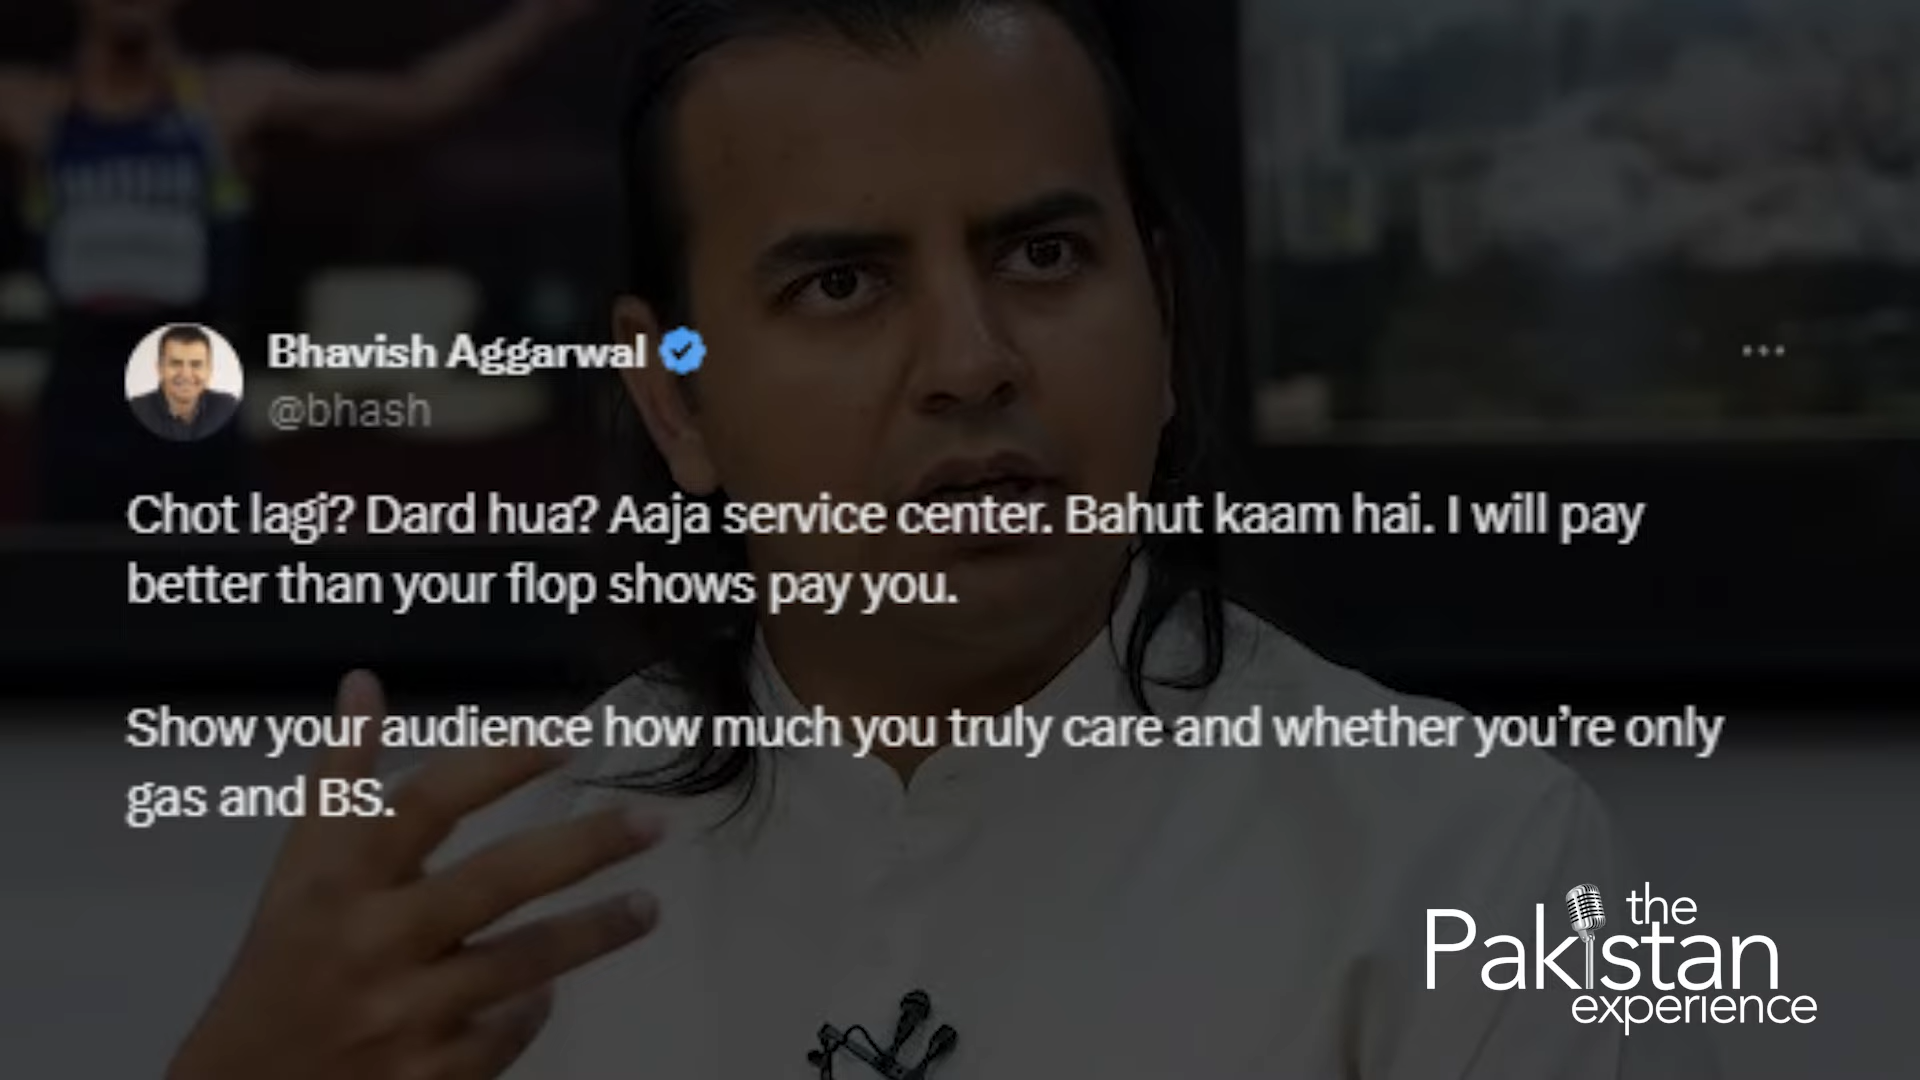 Bhavish Aggarwal
@bhash
Chot lagi? Dard hua? Aaja service center. Bahut kaam hai. I will pay
better than your flop shows pay you.
Show your audience how much you truly care and whether you’re only
gas and BS.
the
Pakistan
experience